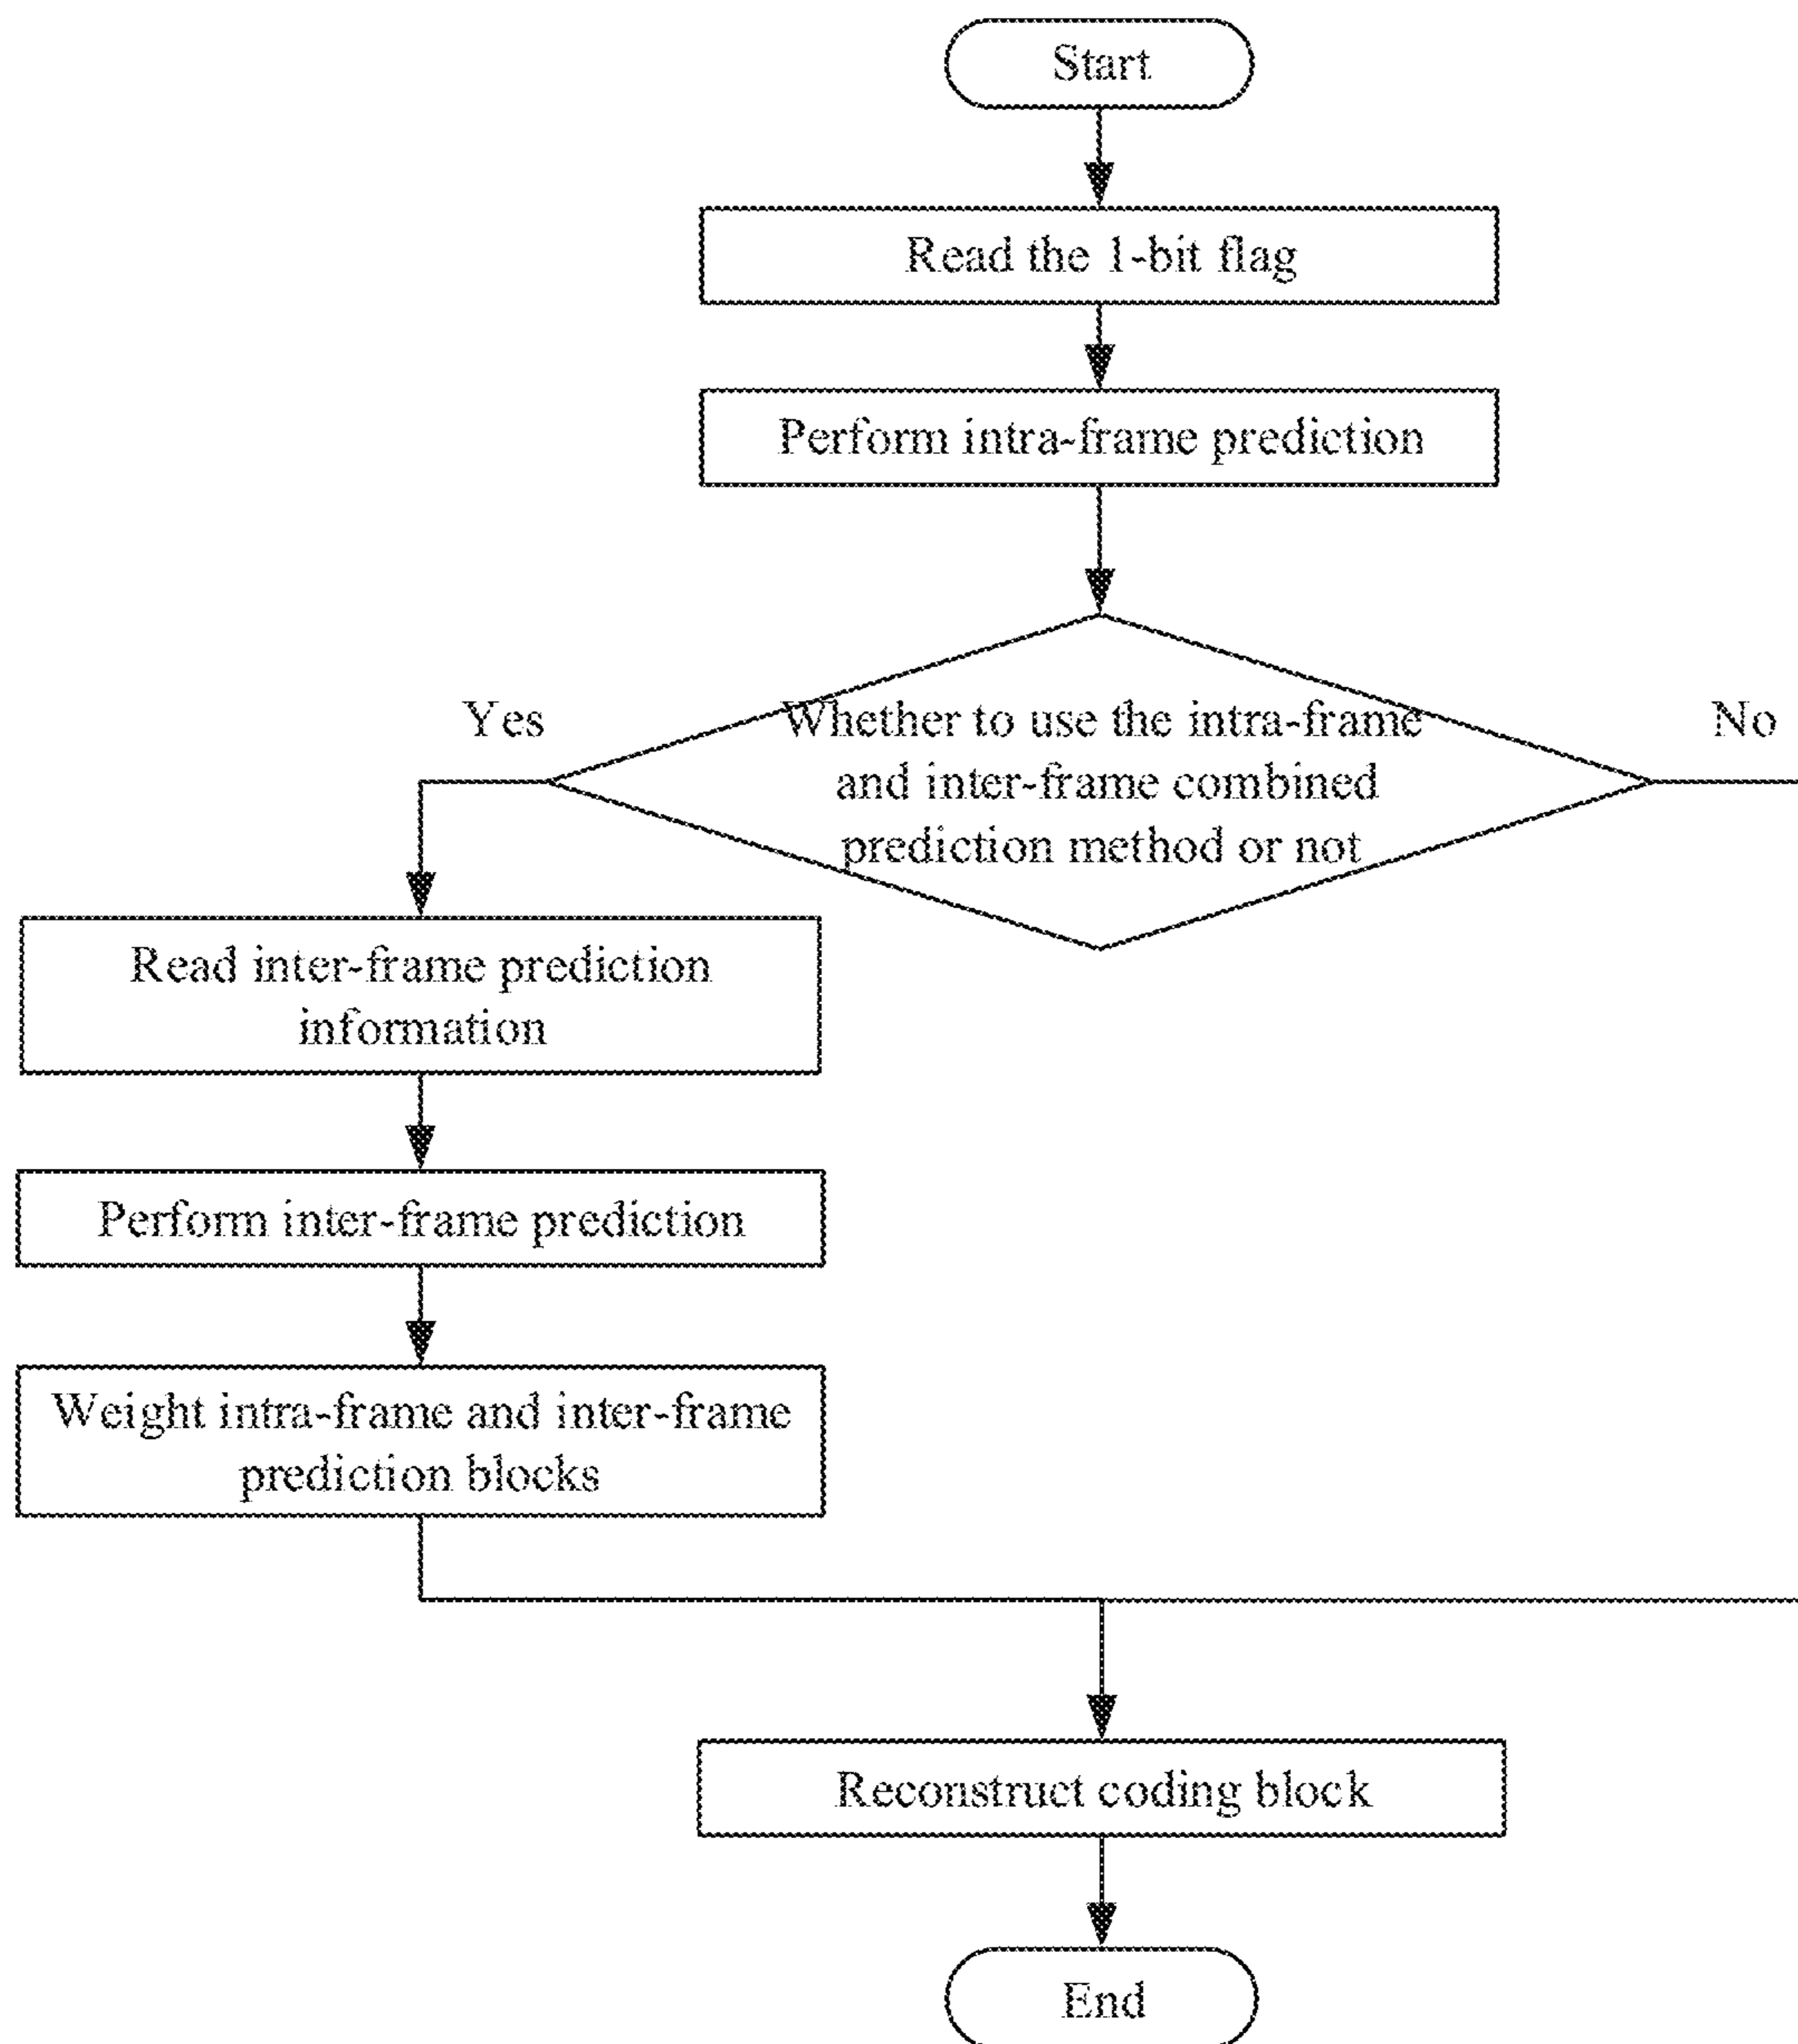 Start
Read the 1-bit flag
Perform intra-frame prediction
Yes
Whether to use the intra-frame
and inter-frame combined
prediction method or not
No
Read inter-frame prediction
information
Perform inter-frame prediction
Weight intra-frame and inter-frame
prediction blocks
Reconstruct coding block
End